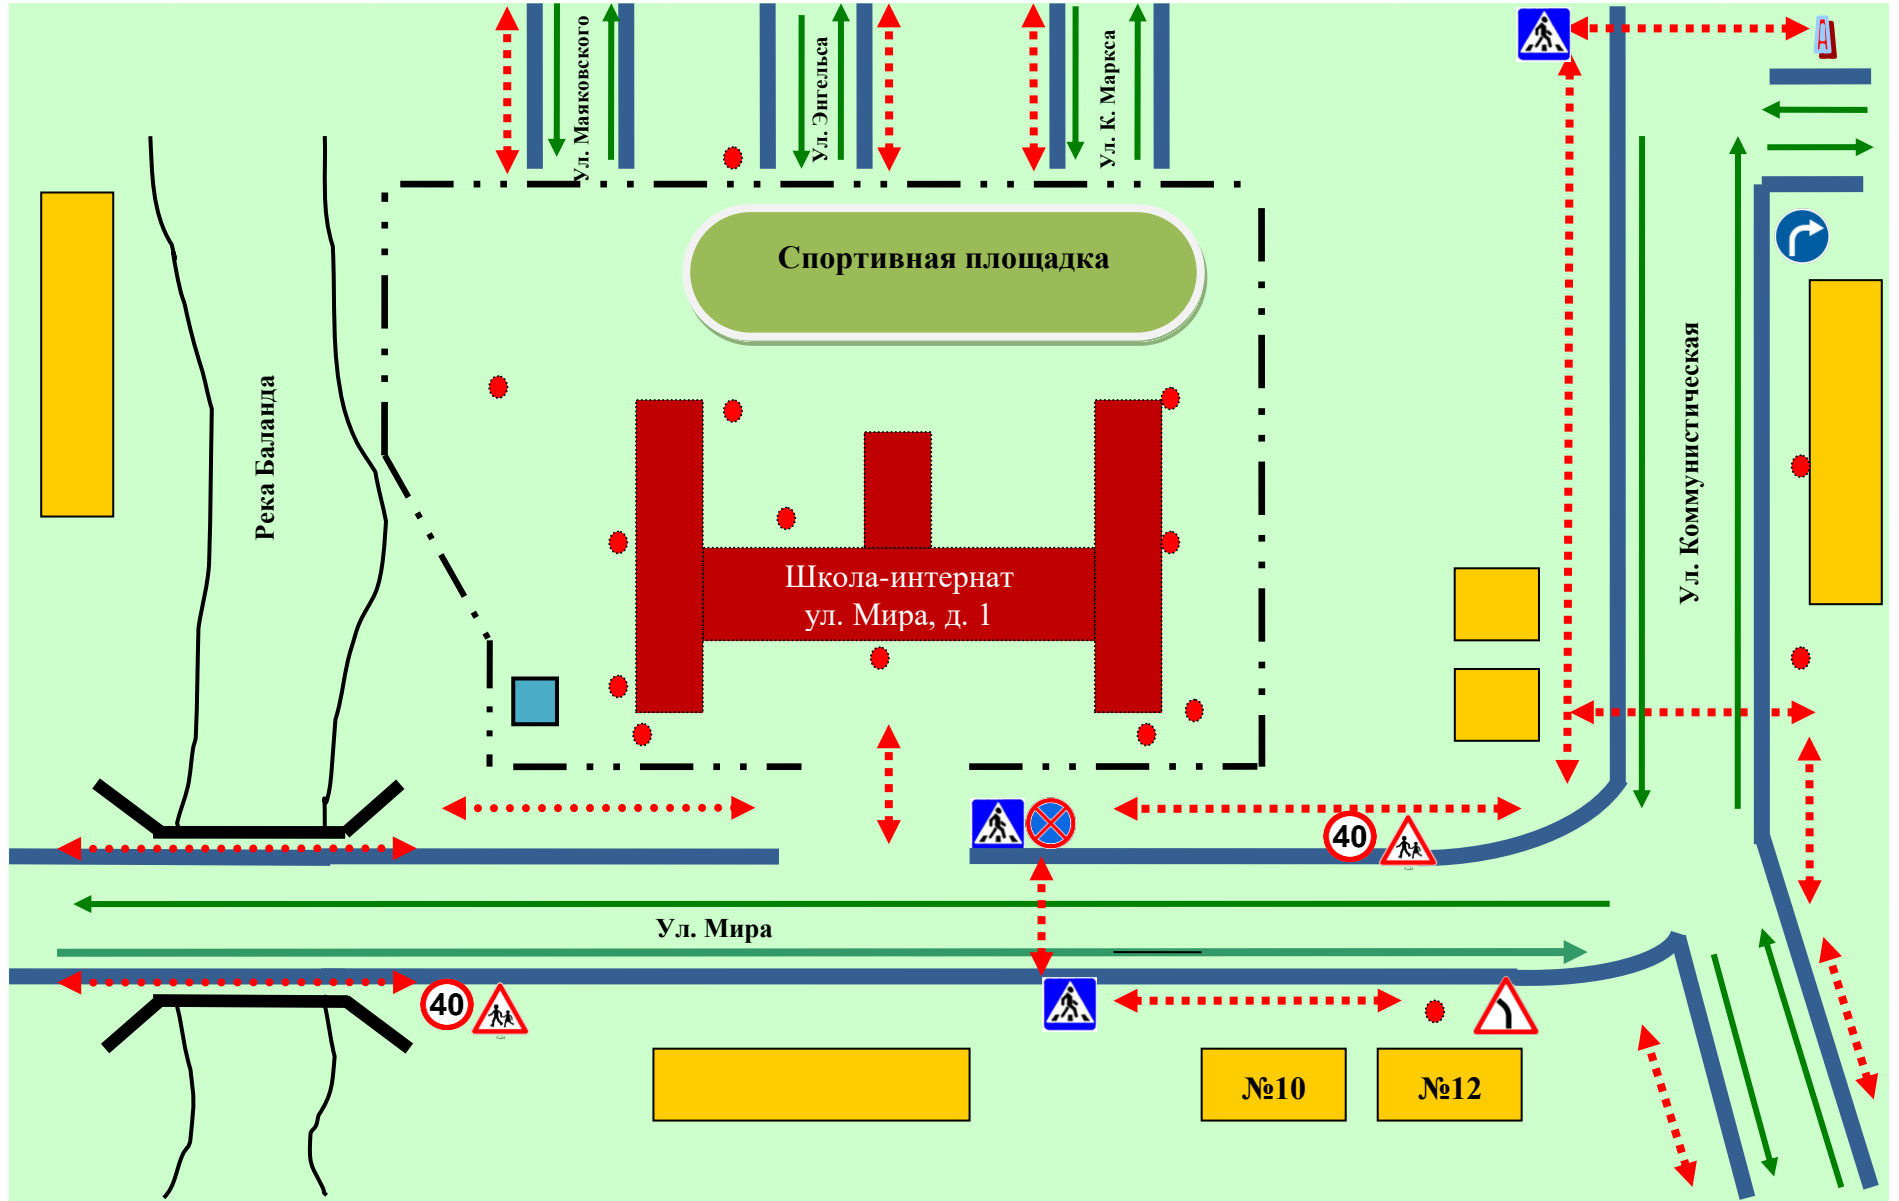 Ул. Маяковского
Ул. Энгельса
Ул. К. Маркса
Спортивная площадка
Река Баланда
Ул. Коммунистическая
Школа-интернат
ул. Мира, д. 1
40
Ул. Мира
40
№10
№12